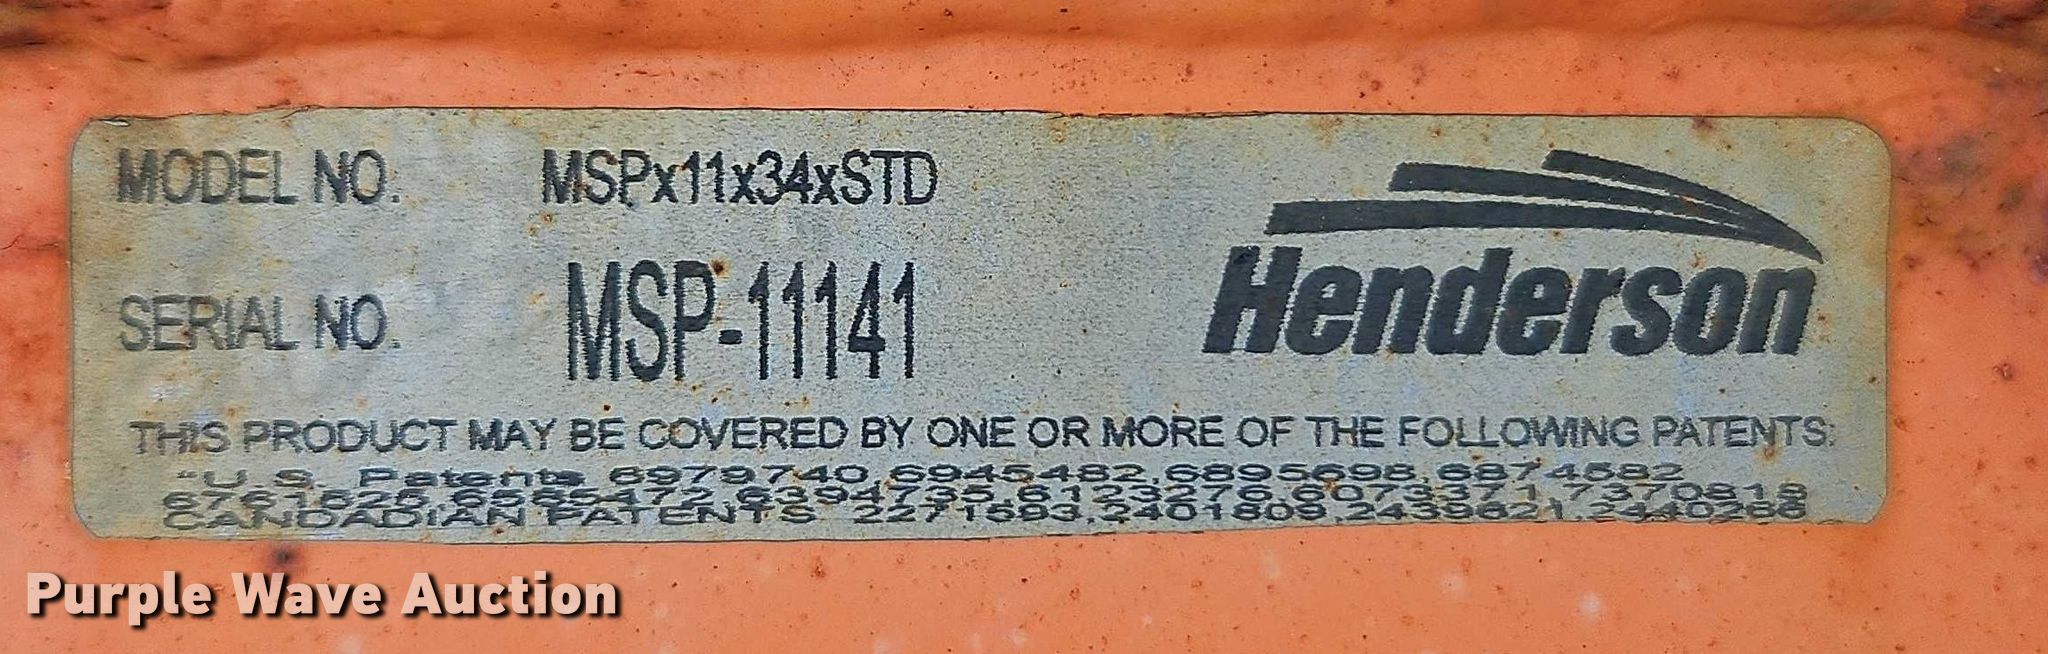 MODEL NO. MSPx11x34xSTD
Henderson
SERIAL NO. MSP-11141
THIS PRODUCT MAY BE COVERED BY ONE OR MORE OF THE FOLLOWING PATENTS:
"U.S. Patents 6979740,6945482,6895698,6874582
6761525,6585472,6394735,6123276,6073371,7370818
CANDADIAN PATENTS 2271593,2401809,2439621,2440286
Purple Wave Auction